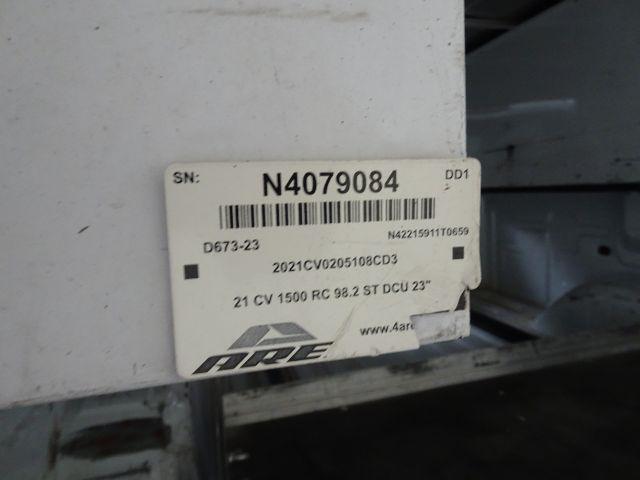 SN: N4079084 DD1
D673-23 N42215911T0659
2021CV0205108CD3
21 CV 1500 RC 98.2 ST DCU 23"
ARE www.4are